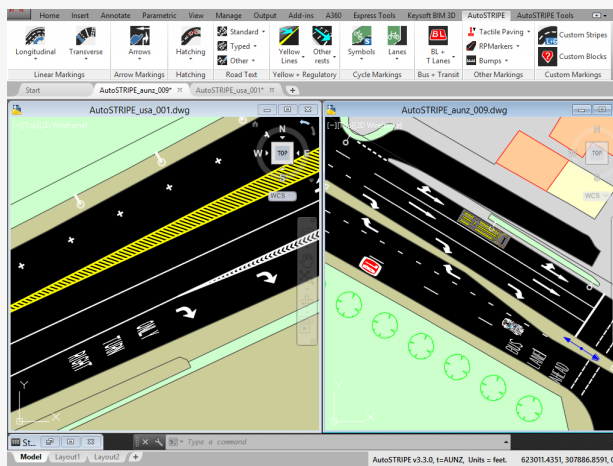 Home Insert Annotate Parametric View Manage Output Add-ins A360 Express Tools Keysoft BIM 3D AutoSTRIPE AutoSTRIPE Tools
Longitudinal Transverse Arrows Hatching Standard Typed Other Yellow Lines Other rests Symbols Lanes BL + T Lanes Tactile Paving RPMarkers Bumps Custom Stripes Custom Blocks
Linear Markings Arrow Markings Hatching Road Text Yellow + Regulatory Cycle Markings Bus + Transit Other Markings Custom Markings
Start AutoSTRIPE_aunz_009* AutoSTRIPE_usa_001*
AutoSTRIPE_usa_001.dwg
AutoSTRIPE_aunz_009.dwg
N
W TOP E
WCS
Y
X
TOP
WCS
Y
X
St...
Type a command
Model Layout1 Layout2 +
AutoSTRIPE v3.3.0, t=AUNZ, Units = feet. 623011.4351, 307886.8591,